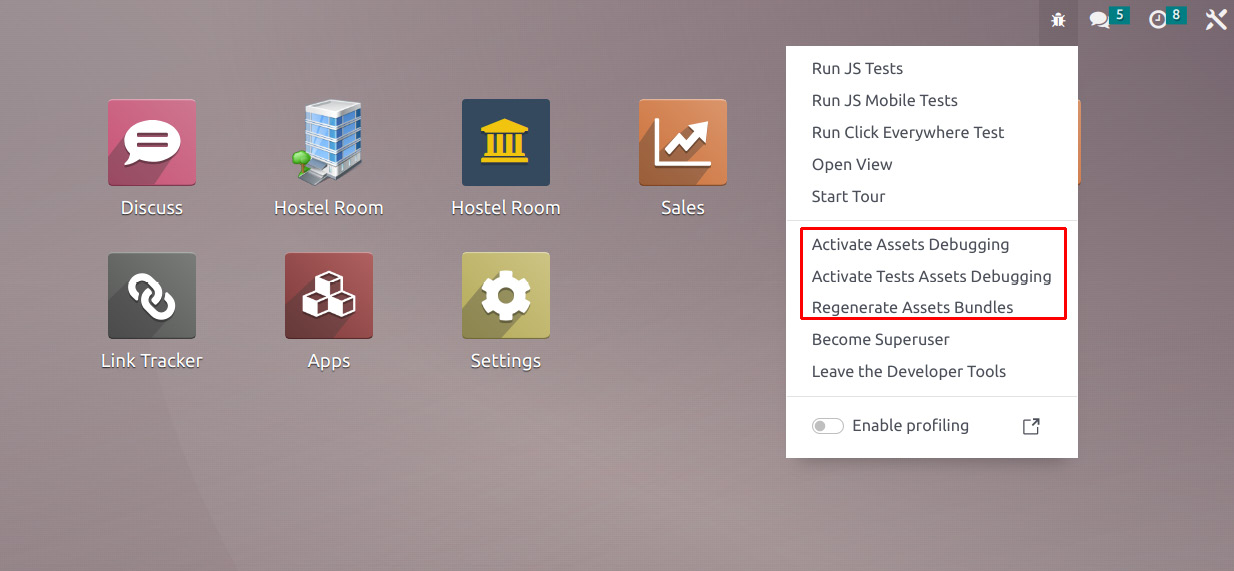 5
8
Run JS Tests
Run JS Mobile Tests
Run Click Everywhere Test
Open View
Start Tour
Activate Assets Debugging
Activate Tests Assets Debugging
Regenerate Assets Bundles
Become Superuser
Leave the Developer Tools
Enable profiling
Discuss
Hostel Room
Hostel Room
Sales
Link Tracker
Apps
Settings